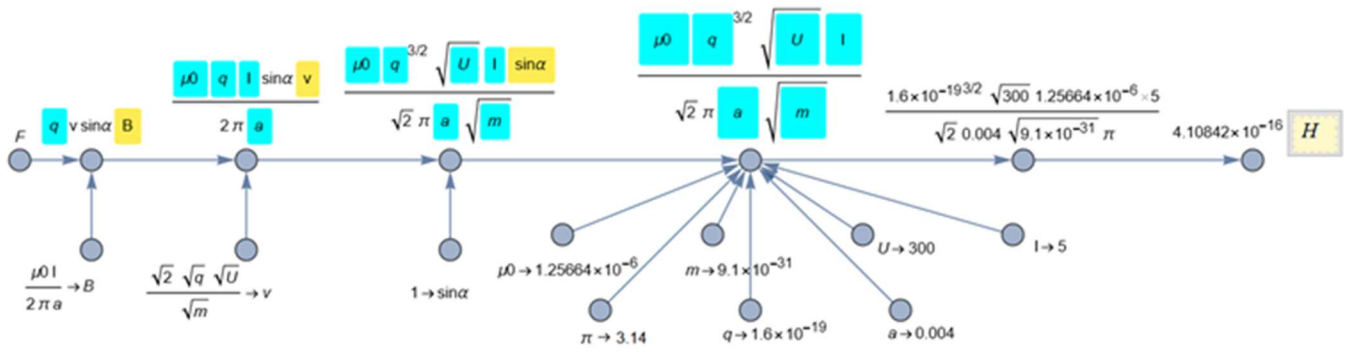 F
q v sinα B
μ0 q I sinα v / 2 π a
μ0 q^3/2 √U I sinα / √2 π a √m
μ0 q^3/2 √U I / √2 π a √m
1.6×10^-19 3/2 √300 1.25664×10^-6 ×5 / √2 0.004 √9.1×10^-31 π
4.10842×10^-16 H
μ0 I / 2 π a → B
√2 √q √U / √m → v
1→sinα
μ0→1.25664×10^-6
m→9.1×10^-31
U→300
I→5
π→3.14
q→1.6×10^-19
a→0.004